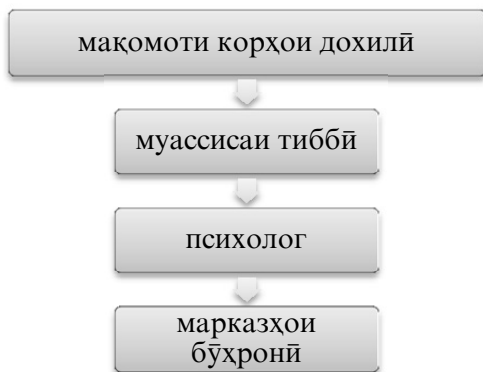 мақомоти корҳои дохилӣ
муассисаи тиббӣ
психолог
марказҳои
бӯҳронӣ